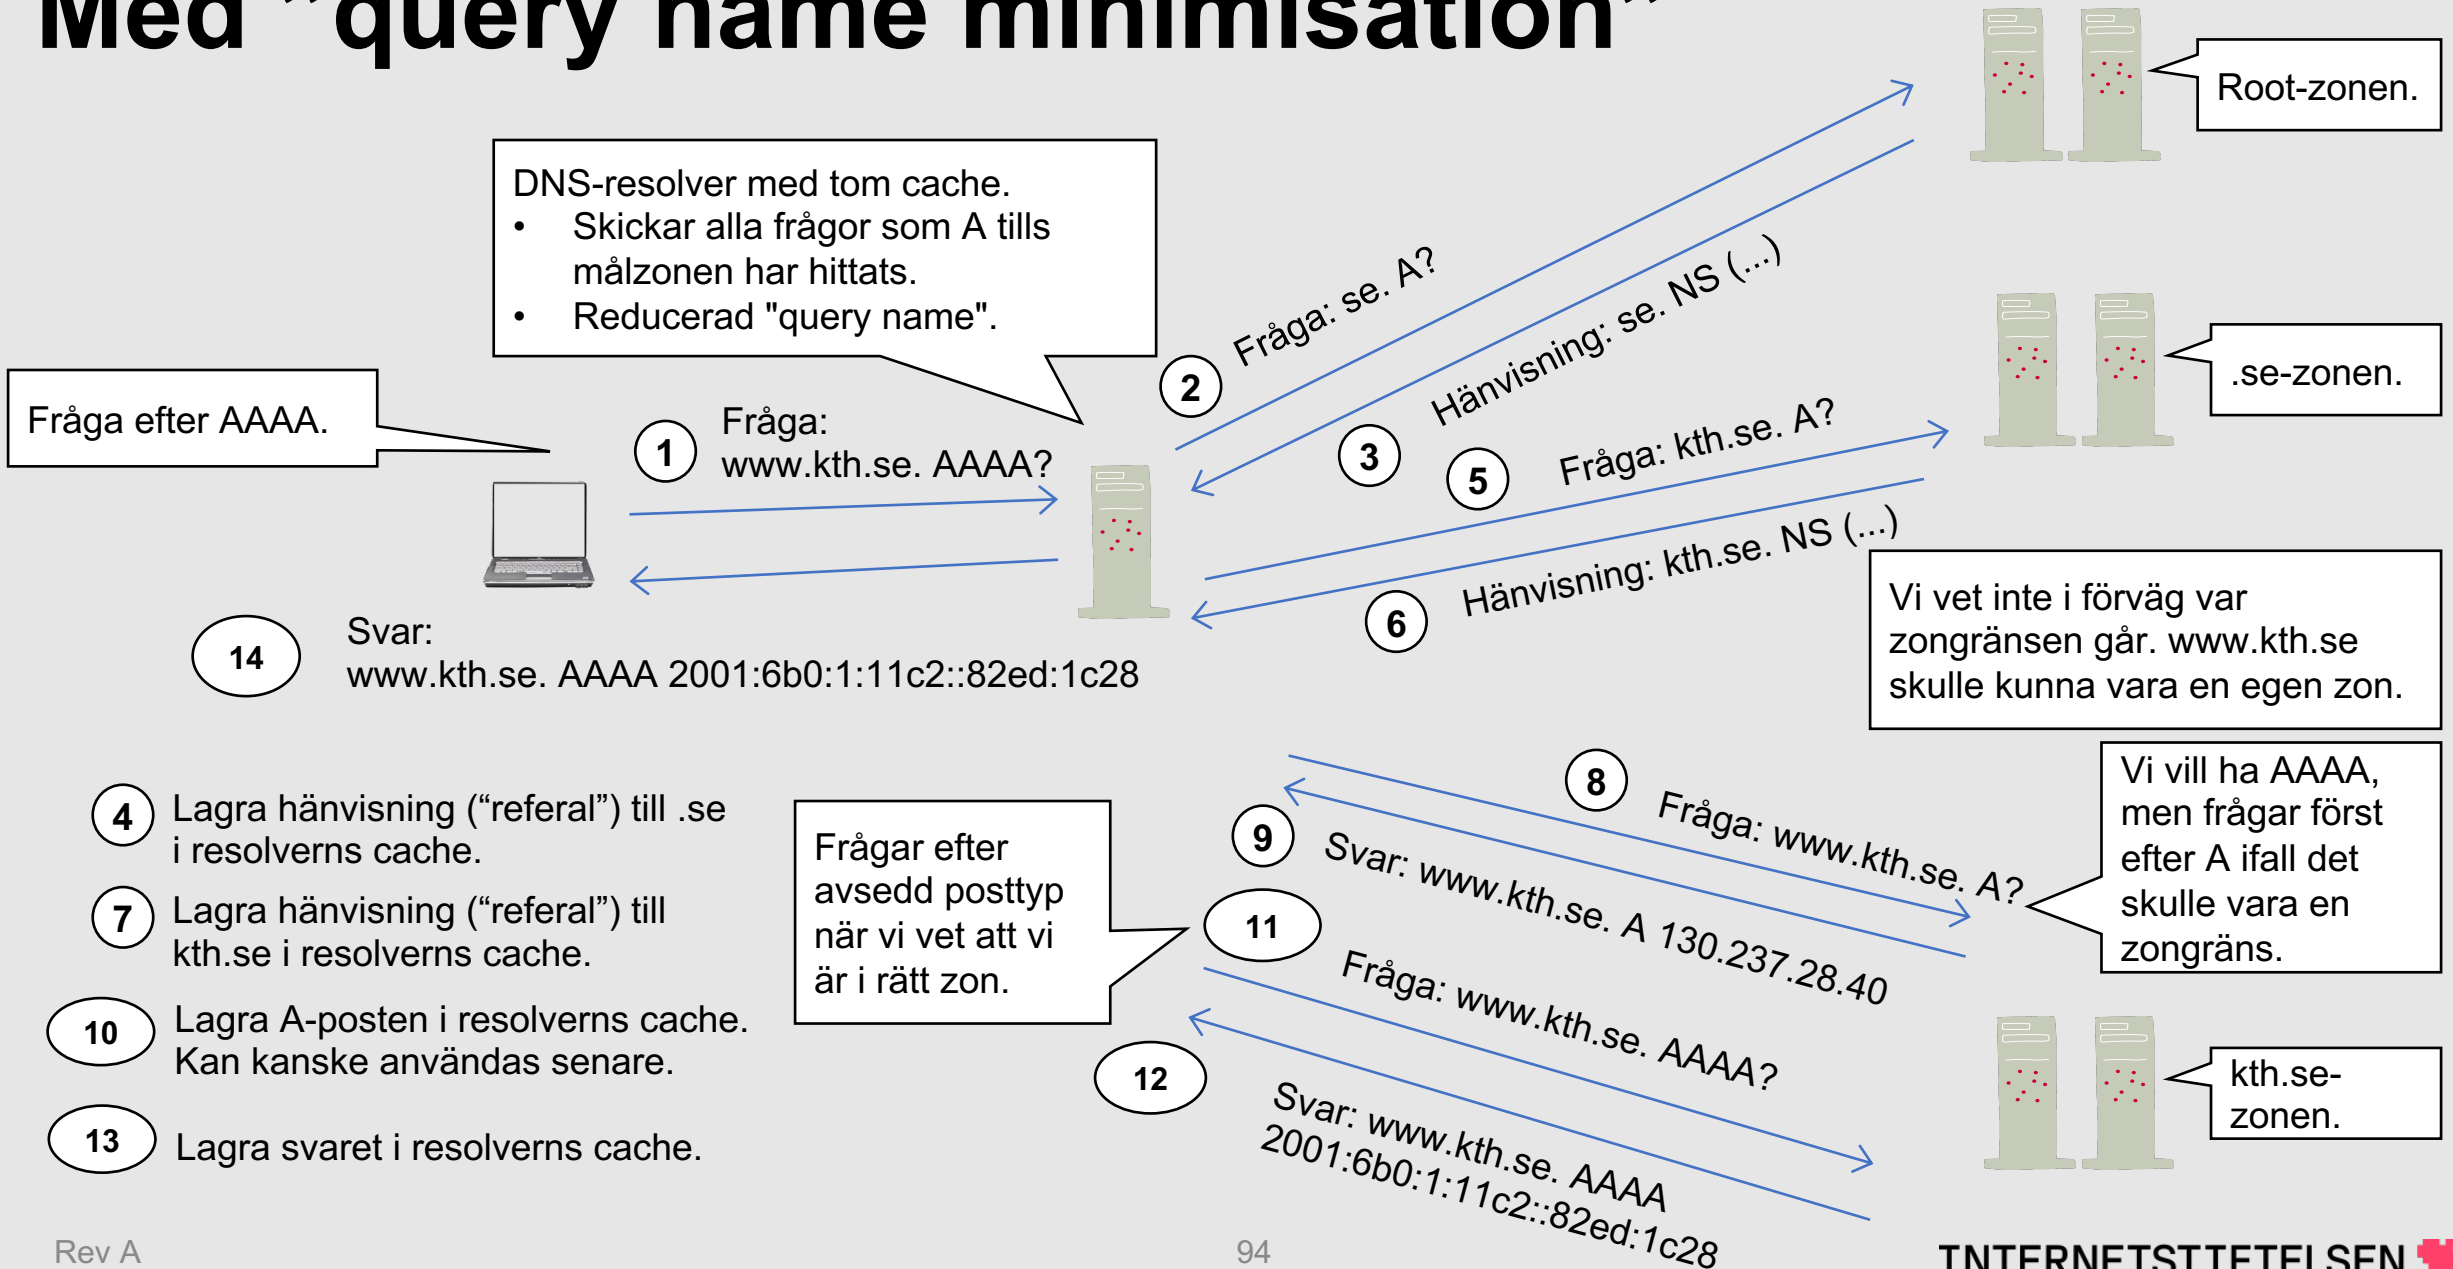 Med ”query name minimisation”
Root-zonen.
DNS-resolver med tom cache.
• Skickar alla frågor som A tills
målzonen har hittats.
• Reducerad "query name".
Fråga efter AAAA.
1
Fråga:
www.kth.se. AAAA?
2
Fråga: se. A?
3
Hänvisning: se. NS (...)
.se-zonen.
5
Fråga: kth.se. A?
6
Hänvisning: kth.se. NS (...)
14
Svar:
www.kth.se. AAAA 2001:6b0:1:11c2::82ed:1c28
Vi vet inte i förväg var
zongränsen går. www.kth.se
skulle kunna vara en egen zon.
4
Lagra hänvisning (“referal”) till .se
i resolverns cache.
7
Lagra hänvisning (“referal”) till
kth.se i resolverns cache.
10
Lagra A-posten i resolverns cache.
Kan kanske användas senare.
13
Lagra svaret i resolverns cache.
Frågar efter
avsedd posttyp
när vi vet att vi
är i rätt zon.
8
Fråga: www.kth.se. A?
9
Svar: www.kth.se. A 130.237.28.40
Vi vill ha AAAA,
men frågar först
efter A ifall det
skulle vara en
zongräns.
11
Fråga: www.kth.se. AAAA?
12
Svar: www.kth.se. AAAA
2001:6b0:1:11c2::82ed:1c28
kth.se-
zonen.
Rev A
94
INTERNETSTIFTELSEN